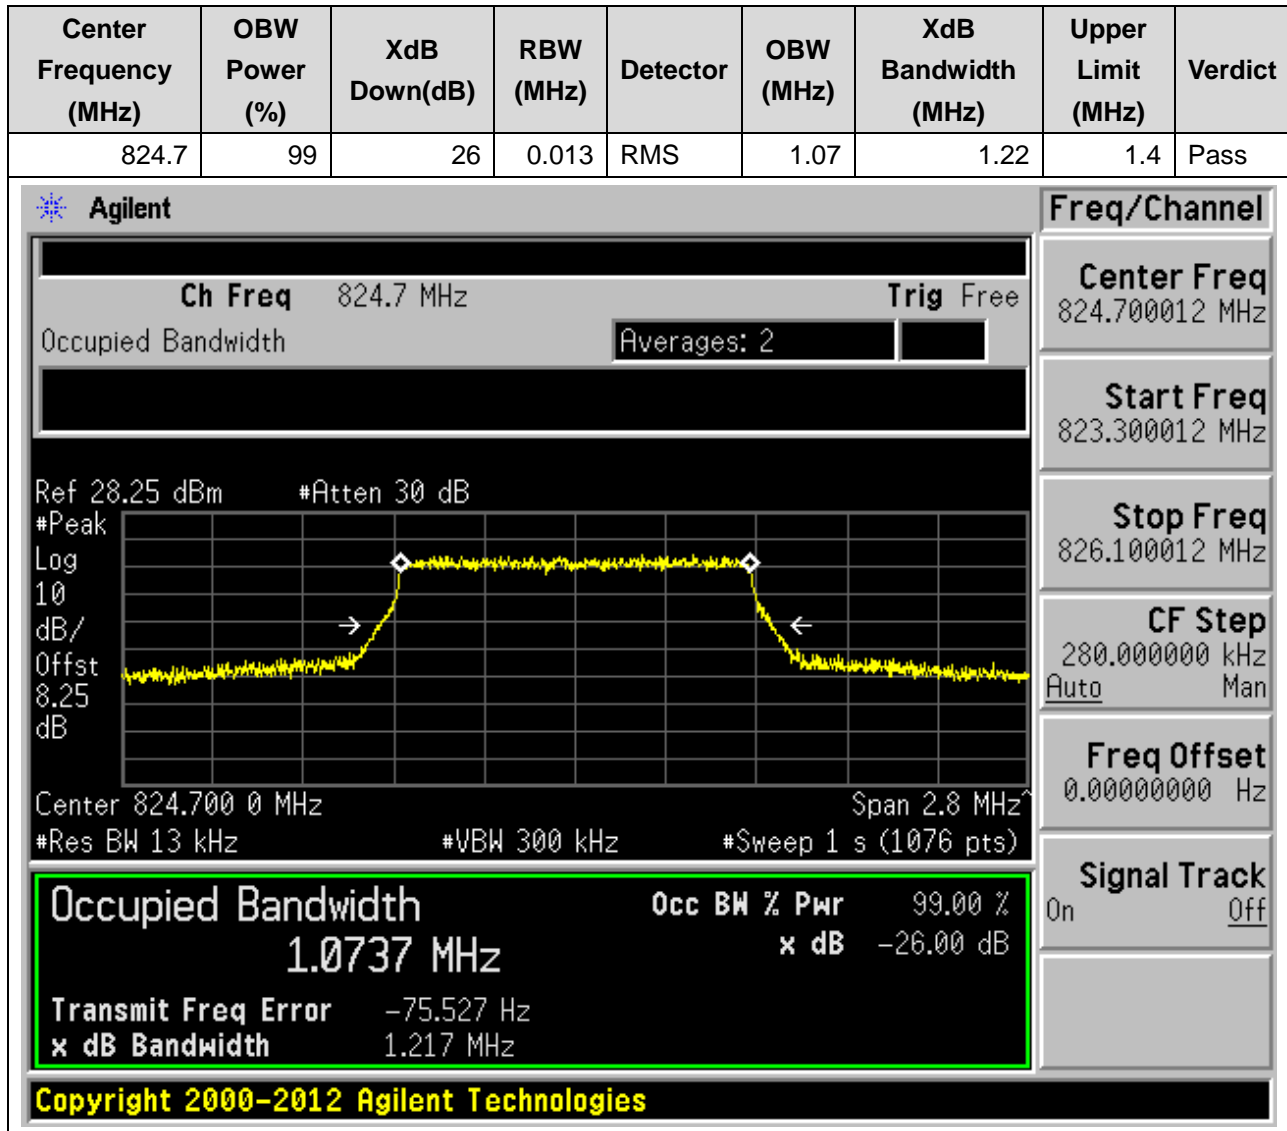 Center Frequency (MHz) OBW Power (%) XdB Down(dB) RBW (MHz) Detector OBW (MHz) XdB Bandwidth (MHz) Upper Limit (MHz) Verdict
824.7 99 26 0.013 RMS 1.07 1.22 1.4 Pass
Agilent
Freq/Channel
Ch Freq 824.7 MHz Trig Free
Occupied Bandwidth Averages: 2
Ref 28.25 dBm #Atten 30 dB
#Peak
Log
10
dB/
Offst
8.25
dB
Center 824.700 0 MHz Span 2.8 MHz^
#Res BW 13 kHz #VBW 300 kHz #Sweep 1 s (1076 pts)
Occupied Bandwidth Occ BW % Pwr 99.00 %
1.0737 MHz x dB -26.00 dB
Transmit Freq Error -75.527 Hz
x dB Bandwidth 1.217 MHz
Center Freq
824.700012 MHz
Start Freq
823.300012 MHz
Stop Freq
826.100012 MHz
CF Step
280.000000 kHz
Auto Man
Freq Offset
0.00000000 Hz
Signal Track
On Off
Copyright 2000-2012 Agilent Technologies